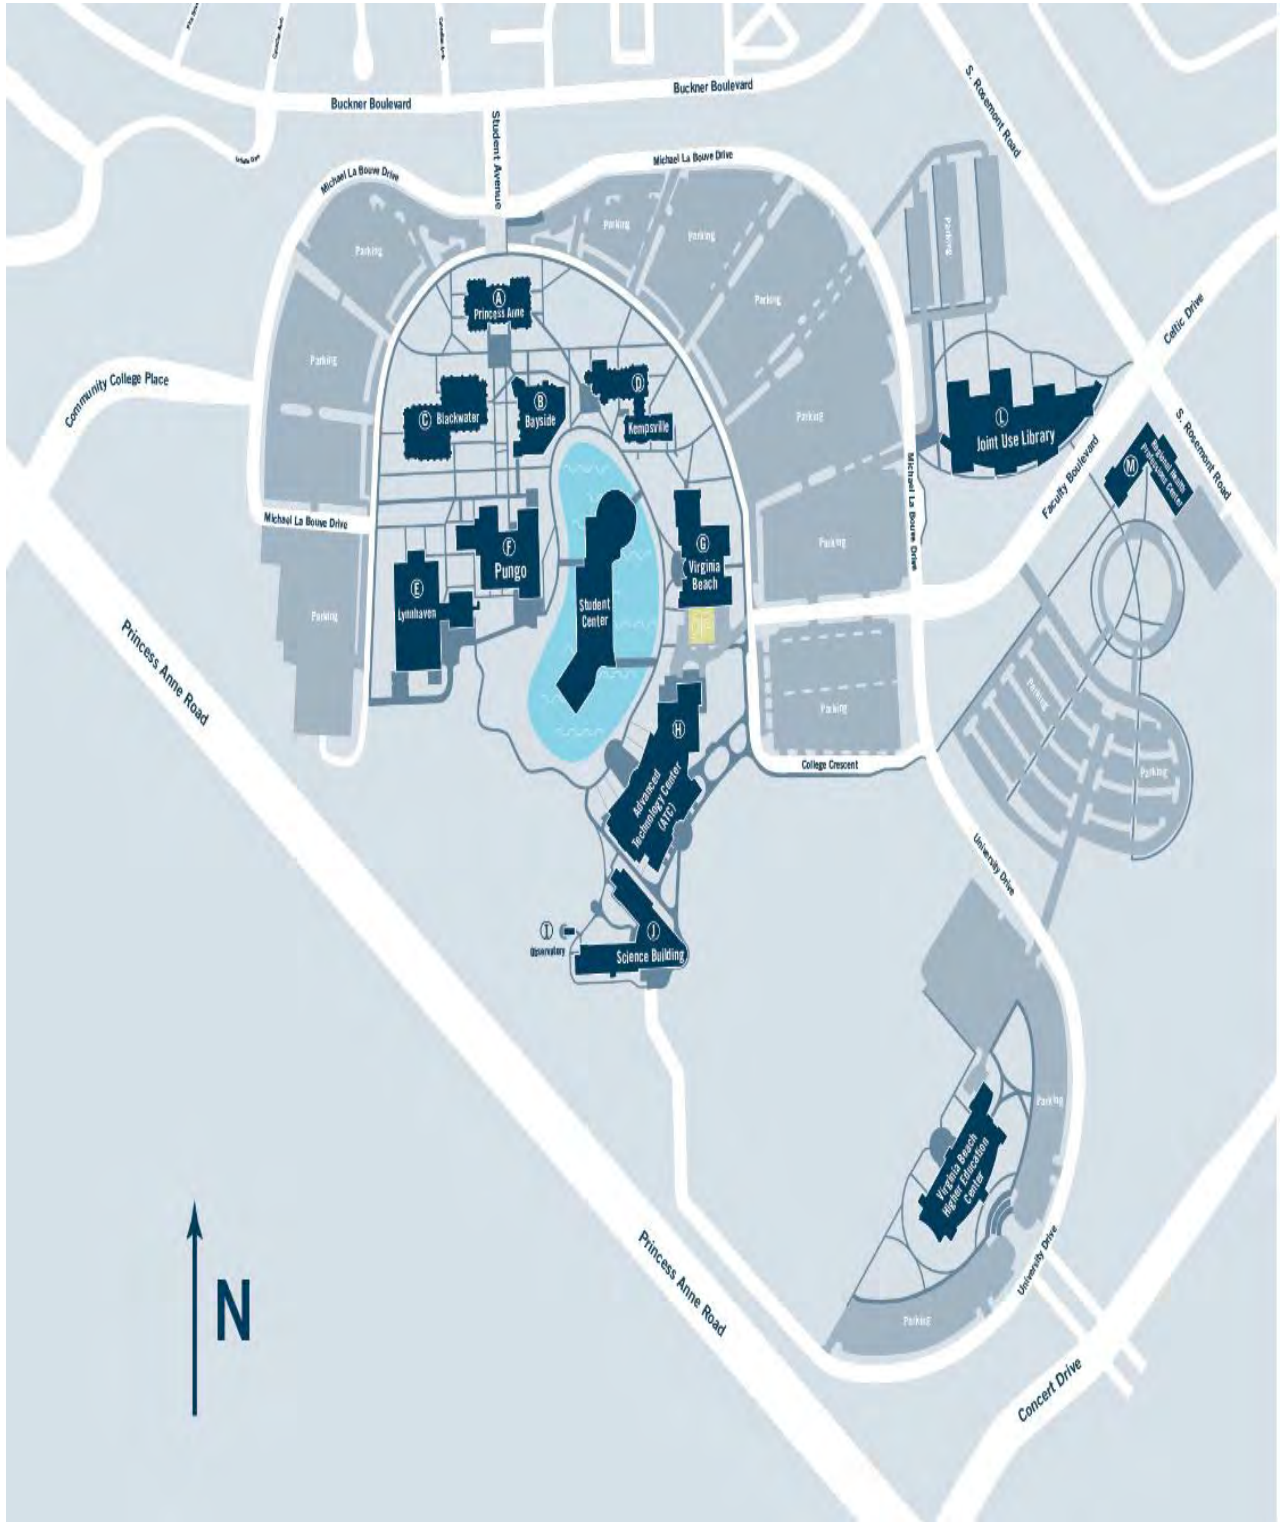 Buckner Boulevard
Buckner Boulevard
S. Rosemont Road
Student Avenue
Michael La Bouve Drive
Michael La Bouve Drive
Parking
Parking
Parking
Parking
Parking
Parking
Parking
Celtic Drive
Community College Place
A
Princess Anne
D
Kempsville
C Blackwater
B
Bayside
L
Joint Use Library
S. Rosemont Road
M
Regional Health
Professions Center
Faculty Boulevard
Michael La Bouve Drive
Michael La Bouve Drive
Parking
F
Pungo
G
Virginia
Beach
E
Lynnhaven
Student
Center
Parking
Princess Anne Road
Parking
Parking
Parking
H
Advanced
Technology Center
(ATC)
College Crescent
University Drive
I
Observatory
J
Science Building
Parking
Virginia Beach
Higher Education
Center
University Drive
Parking
Princess Anne Road
Concert Drive
N